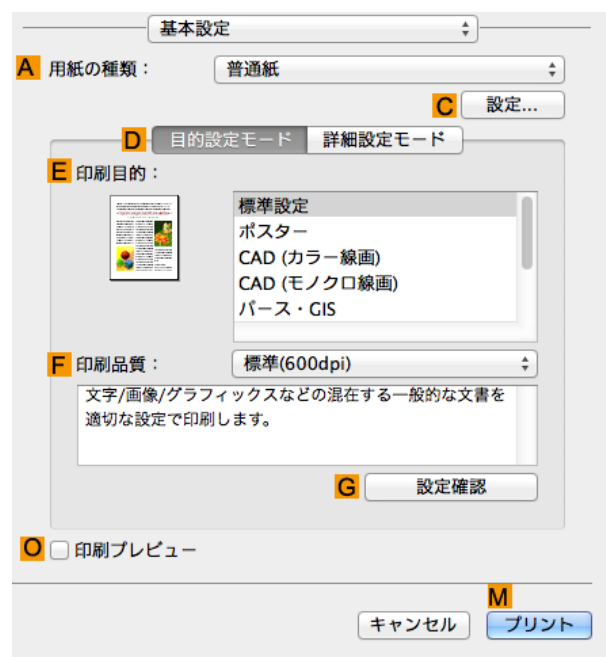 基本設定
A 用紙の種類： 普通紙
C 設定...
D 目的設定モード 詳細設定モード
E 印刷目的：
標準設定
ポスター
CAD (カラー線画)
CAD (モノクロ線画)
パース・GIS
F 印刷品質： 標準(600dpi)
文字/画像/グラフィックスなどの混在する一般的な文書を
適切な設定で印刷します。
G 設定確認
O 印刷プレビュー
M
キャンセル プリント